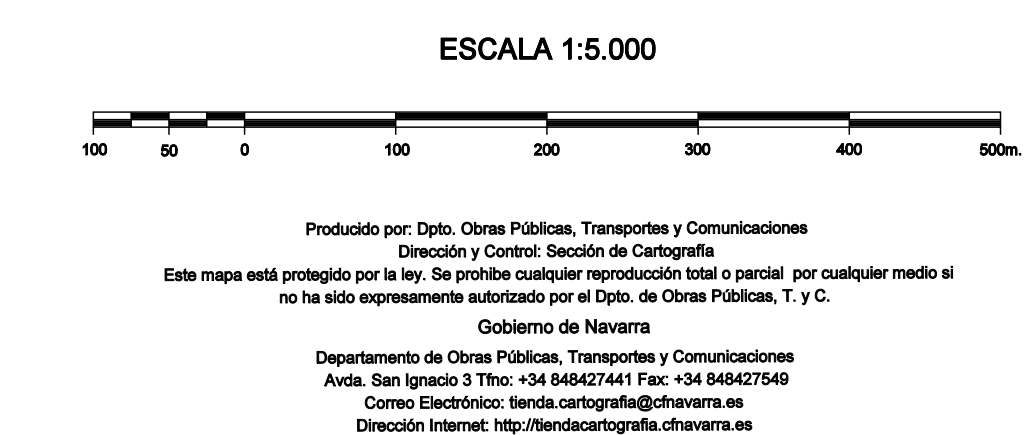 ESCALA 1:5.000
100 50 0 100 200 300 400 500m.
Producido por: Dpto. Obras Públicas, Transportes y Comunicaciones
Dirección y Control: Sección de Cartografía
Este mapa está protegido por la ley. Se prohibe cualquier reproducción total o parcial por cualquier medio si
no ha sido expresamente autorizado por el Dpto. de Obras Públicas, T. y C.
Gobierno de Navarra
Departamento de Obras Públicas, Transportes y Comunicaciones
Avda. San Ignacio 3 Tfno: +34 848427441 Fax: +34 848427549
Correo Electrónico: tienda.cartografia@cfnavarra.es
Dirección Internet: http://tiendacartografia.cfnavarra.es